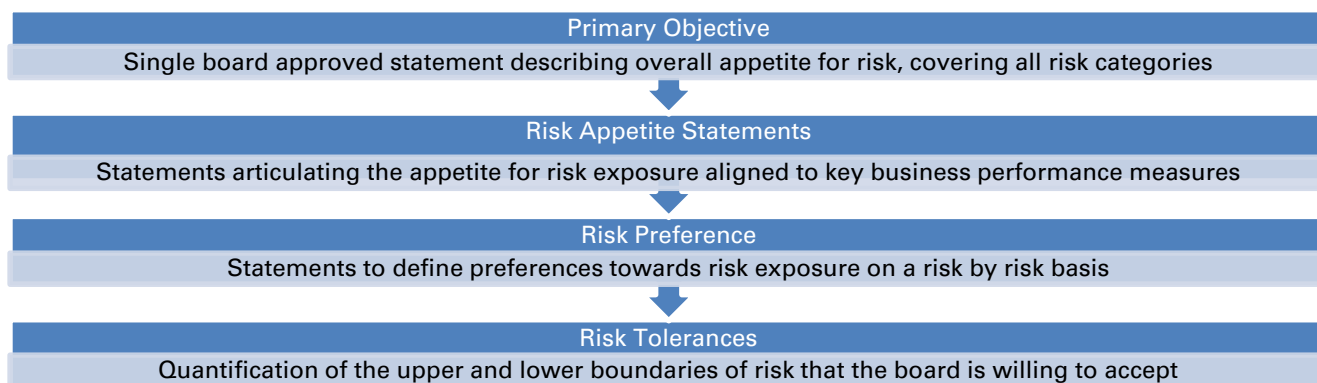 Primary Objective
Single board approved statement describing overall appetite for risk, covering all risk categories
Risk Appetite Statements
Statements articulating the appetite for risk exposure aligned to key business performance measures
Risk Preference
Statements to define preferences towards risk exposure on a risk by risk basis
Risk Tolerances
Quantification of the upper and lower boundaries of risk that the board is willing to accept